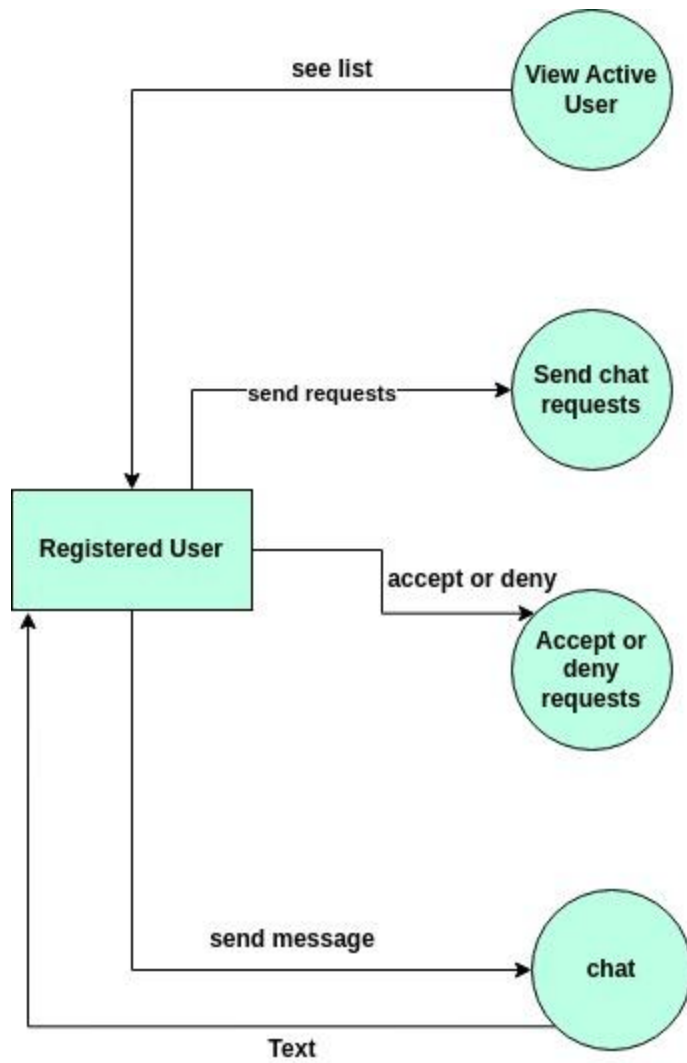 see list
View Active
User
send requests
Send chat
requests
Registered User
accept or deny
Accept or
deny
requests
send message
chat
Text